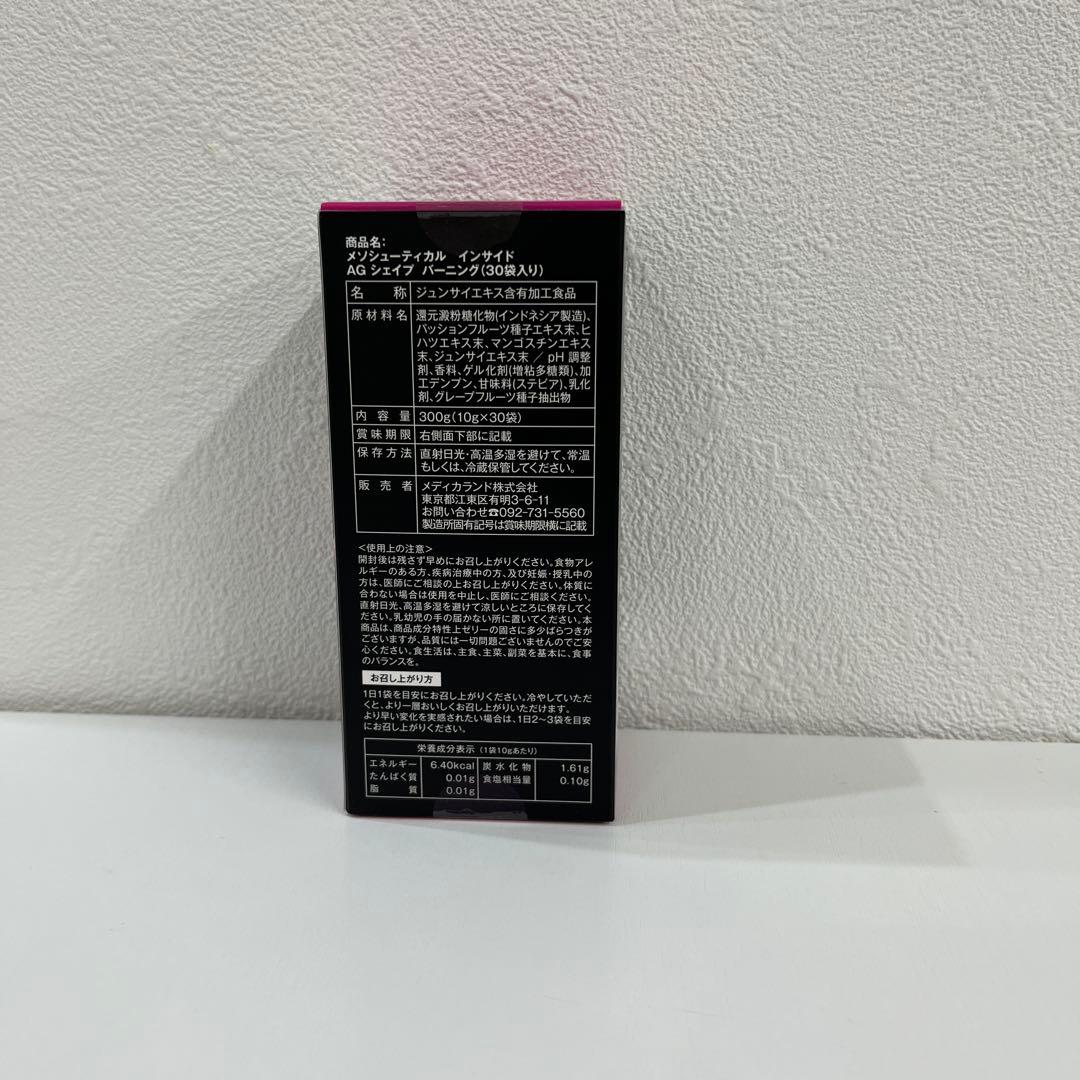 商品名:
メソシューティカル インサイド
AG シェイプ バーニング(30袋入り)
名 称 ジュンサイエキス含有加工食品
原材料名 還元澱粉糖化物(インドネシア製造)、
パッションフルーツ種子エキス末、ヒ
ハツエキス末、マンゴスチンエキス
末、ジュンサイエキス末 / pH 調整
剤、香料、ゲル化剤(増粘多糖類)、加
工デンプン、甘味料(ステビア)、乳化
剤、グレープフルーツ種子抽出物
内容量 300g(10g×30袋)
賞味期限 右側面下部に記載
保存方法 直射日光・高温多湿を避けて、常温
もしくは、冷蔵保管してください。
販売者 メディカランド株式会社
東京都江東区有明3-6-11
お問い合わせ☎092-731-5560
製造所固有記号は賞味期限横に記載
<使用上の注意>
開封後は残さず早めにお召し上がりください。食物アレ
ルギーのある方、疾病治療中の方、及び妊娠・授乳中の
方は、医師にご相談の上お召し上がりください。体質に
合わない場合は使用を中止し、医師にご相談ください。
直射日光、高温多湿を避けて涼しいところに保存してく
ださい。乳幼児の手の届かない所に置いてください。本
商品は、商品成分特性上ゼリーの固さに多少ばらつきが
ございますが、品質には一切問題ございませんのでご安
心ください。食生活は、主食、主菜、副菜を基本に、食事
のバランスを。
お召し上がり方
1日1袋を目安にお召し上がりください。冷やしていただ
くと、より一層おいしくお召し上がりいただけます。
より早い変化を実感されたい場合は、1日2~3袋を目安
にお召し上がりください。
栄養成分表示 (1袋10gあたり)
エネルギー 6.40kcal 炭水化物 1.61g
たんぱく質 0.01g 食塩相当量 0.10g
脂質 0.01g